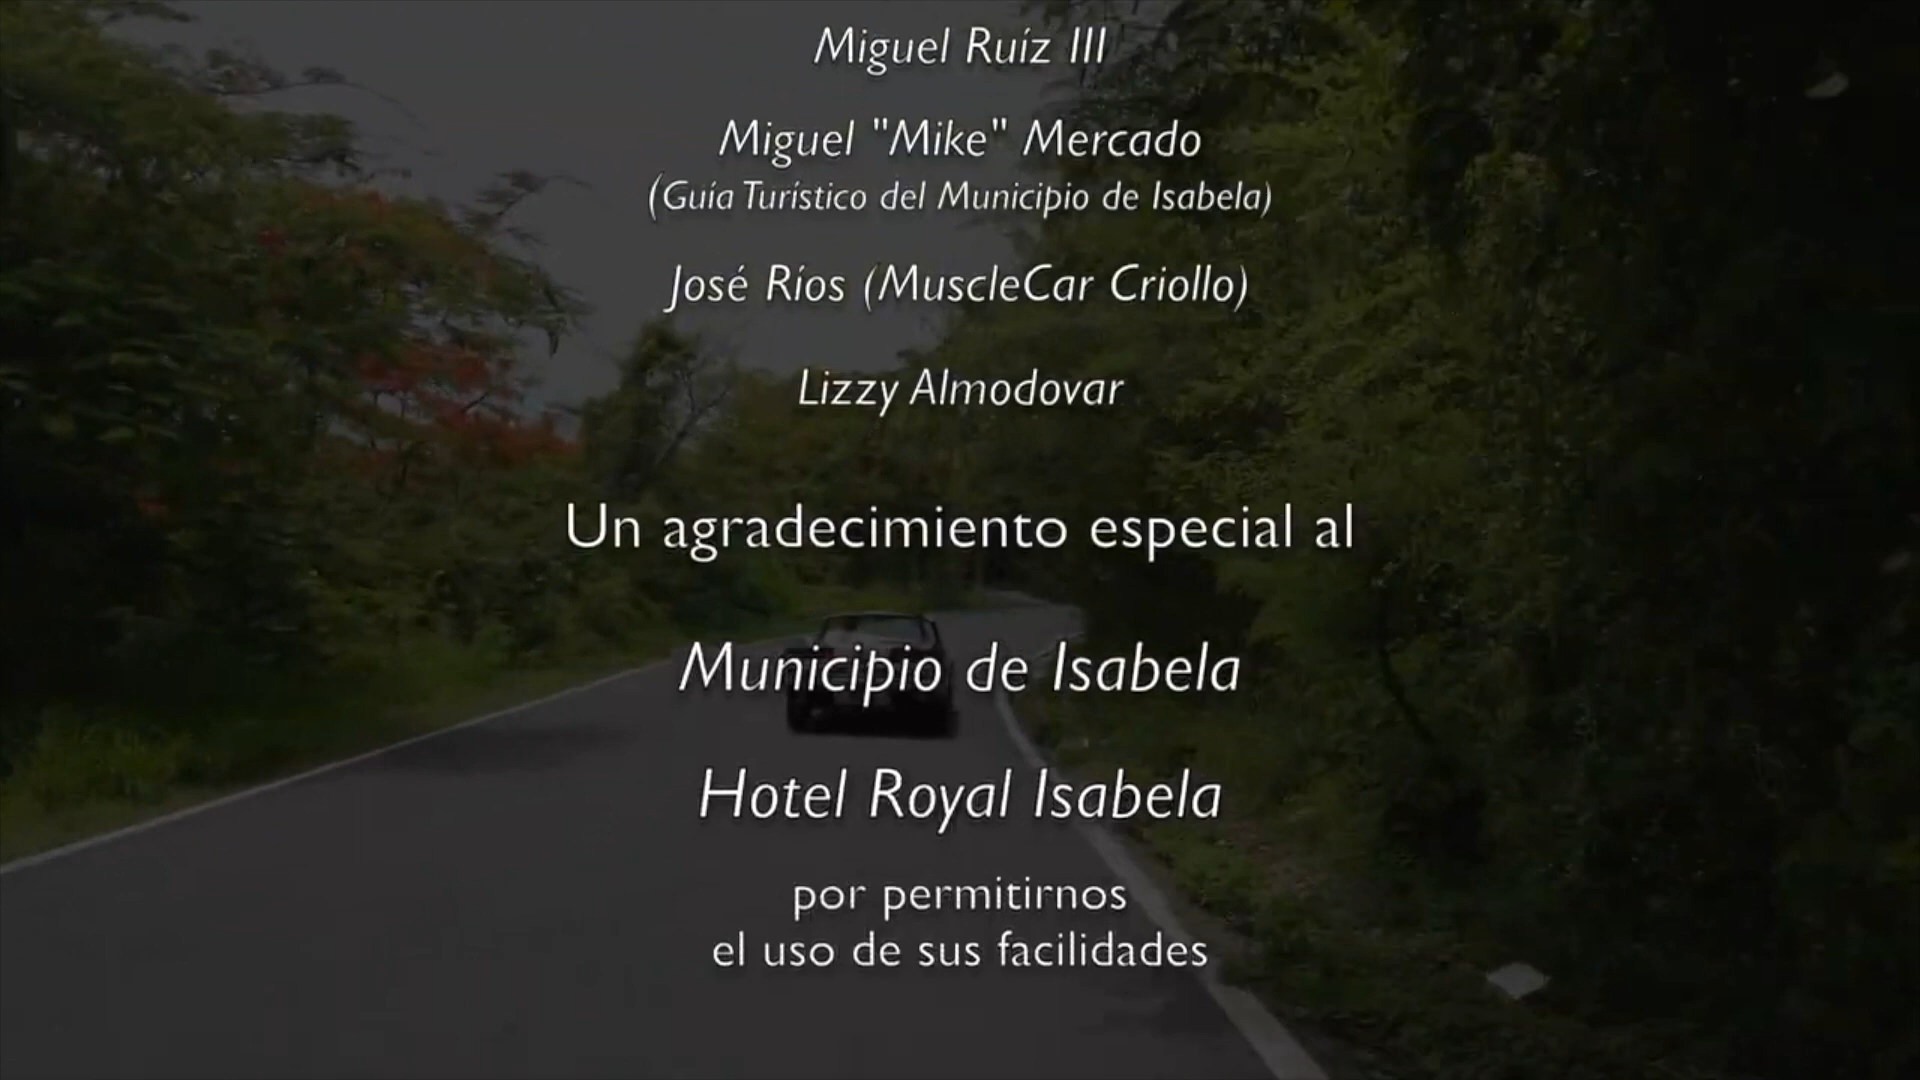 Miguel Ruíz III
Miguel "Mike" Mercado
(Guía Turístico del Municipio de Isabela)
José Ríos (MuscleCar Criollo)
Lizzy Almodovar
Un agradecimiento especial al
Municipio de Isabela
Hotel Royal Isabela
por permitirnos
el uso de sus facilidades